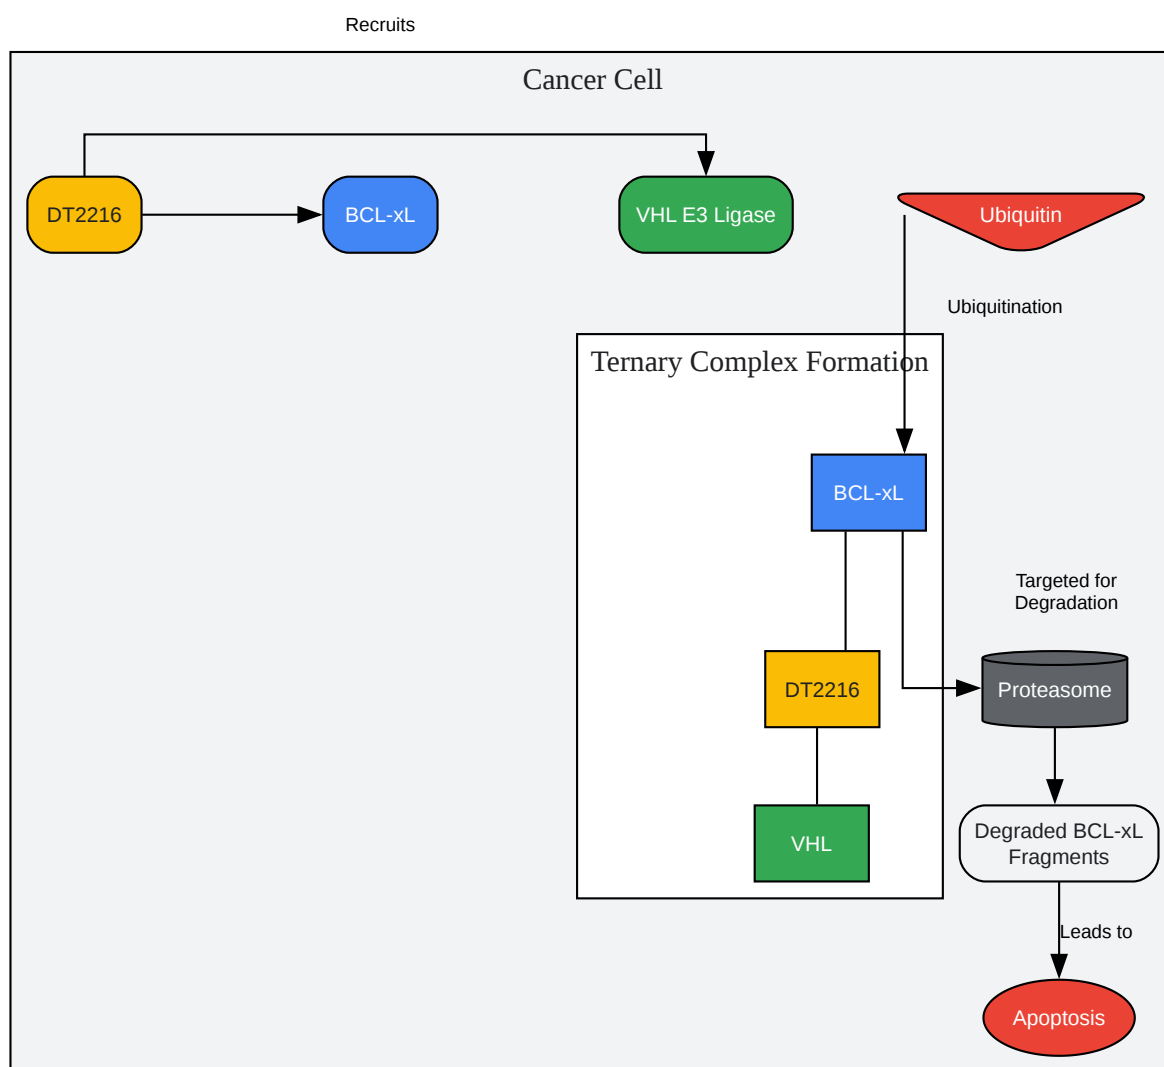 Recruits
Cancer Cell
DT2216
BCL-xL
VHL E3 Ligase
Ubiquitin
Ubiquitination
Ternary Complex Formation
BCL-xL
Targeted for
Degradation
DT2216
Proteasome
VHL
Degraded BCL-xL
Fragments
Leads to
Apoptosis